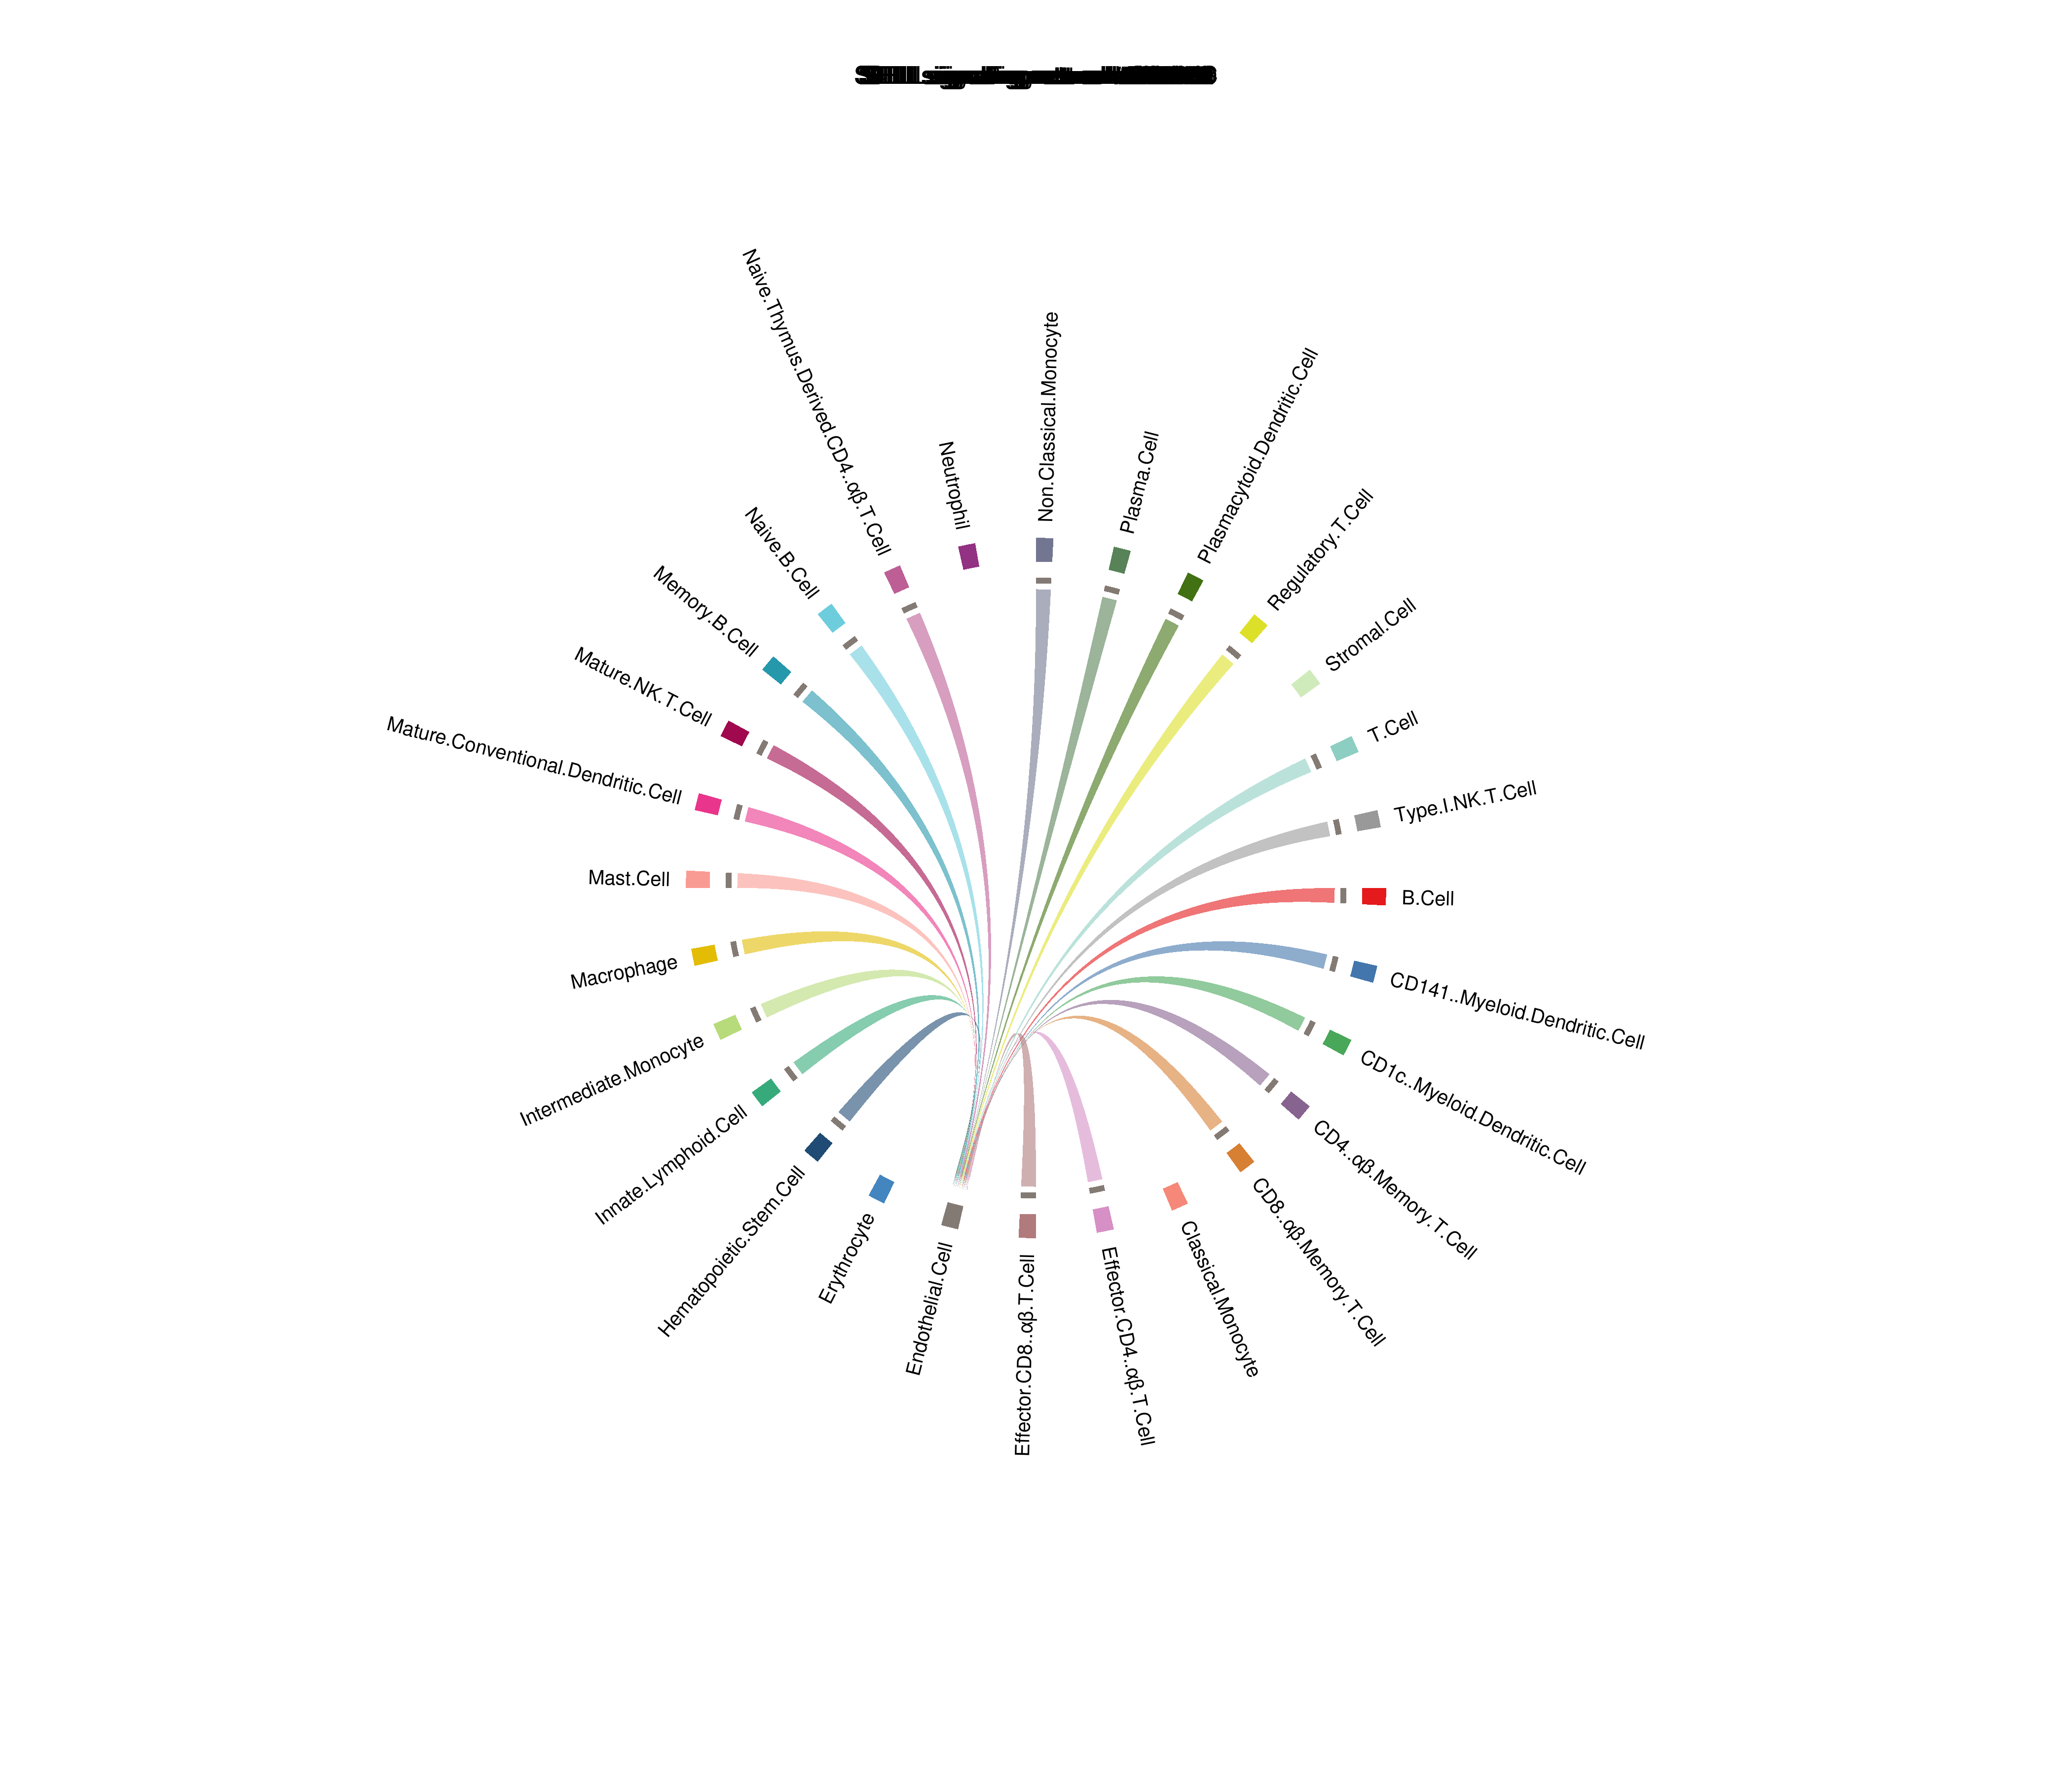 Non.Classical.Monocyte
Plasma.Cell
Plasmacytoid.Dendritic.Cell
Regulatory.T.Cell
Stromal.Cell
T.Cell
Type.I.NK.T.Cell
B.Cell
CD141..Myeloid.Dendritic.Cell
CD1c..Myeloid.Dendritic.Cell
CD4..αβ.Memory.T.Cell
CD8..αβ.Memory.T.Cell
Classical.Monocyte
Effector.CD4..αβ.T.Cell
Effector.CD8..αβ.T.Cell
Endothelial.Cell
Erythrocyte
Hematopoietic.Stem.Cell
Innate.Lymphoid.Cell
Intermediate.Monocyte
Macrophage
Mast.Cell
Mature.Conventional.Dendritic.Cell
Mature.NK.T.Cell
Memory.B.Cell
Naive.B.Cell
Naive.Thymus.Derived.CD4..αβ.T.Cell
Neutrophil